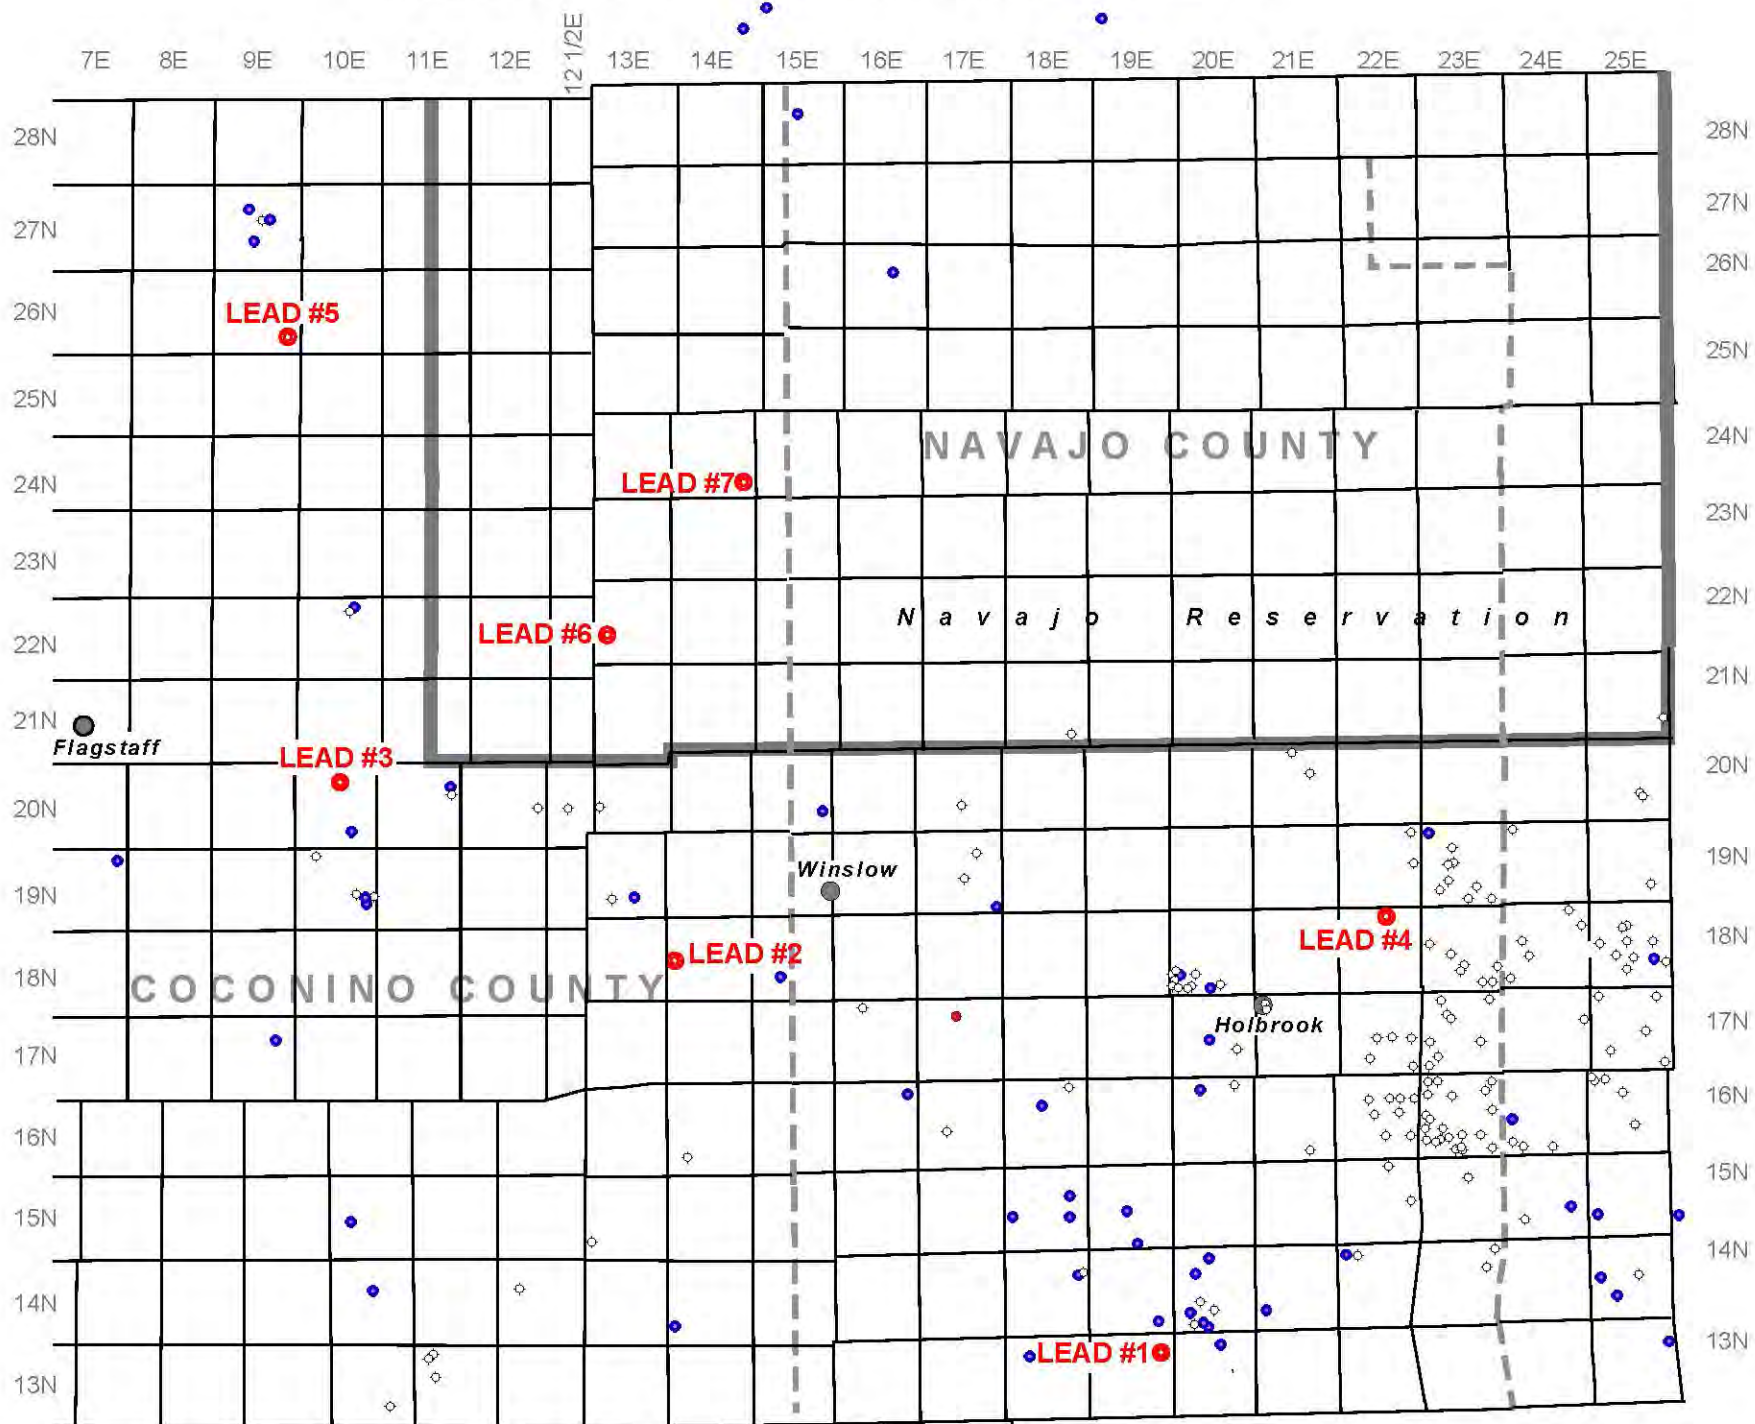 7E 8E 9E 10E 11E 12E 12 1/2E 13E 14E 15E 16E 17E 18E 19E 20E 21E 22E 23E 24E 25E
28N 28N
27N 27N
26N 26N
LEAD #5
25N 25N
24N 24N
NAVAJO COUNTY
LEAD #7
23N 23N
22N 22N
Navajo Reservation
LEAD #6
21N 21N
Flagstaff
LEAD #3
20N 20N
19N 19N
Winslow
18N 18N
LEAD #4
LEAD #2
COCONINO COUNTY
17N 17N
Holbrook
16N 16N
15N 15N
14N 14N
13N 13N
LEAD #1